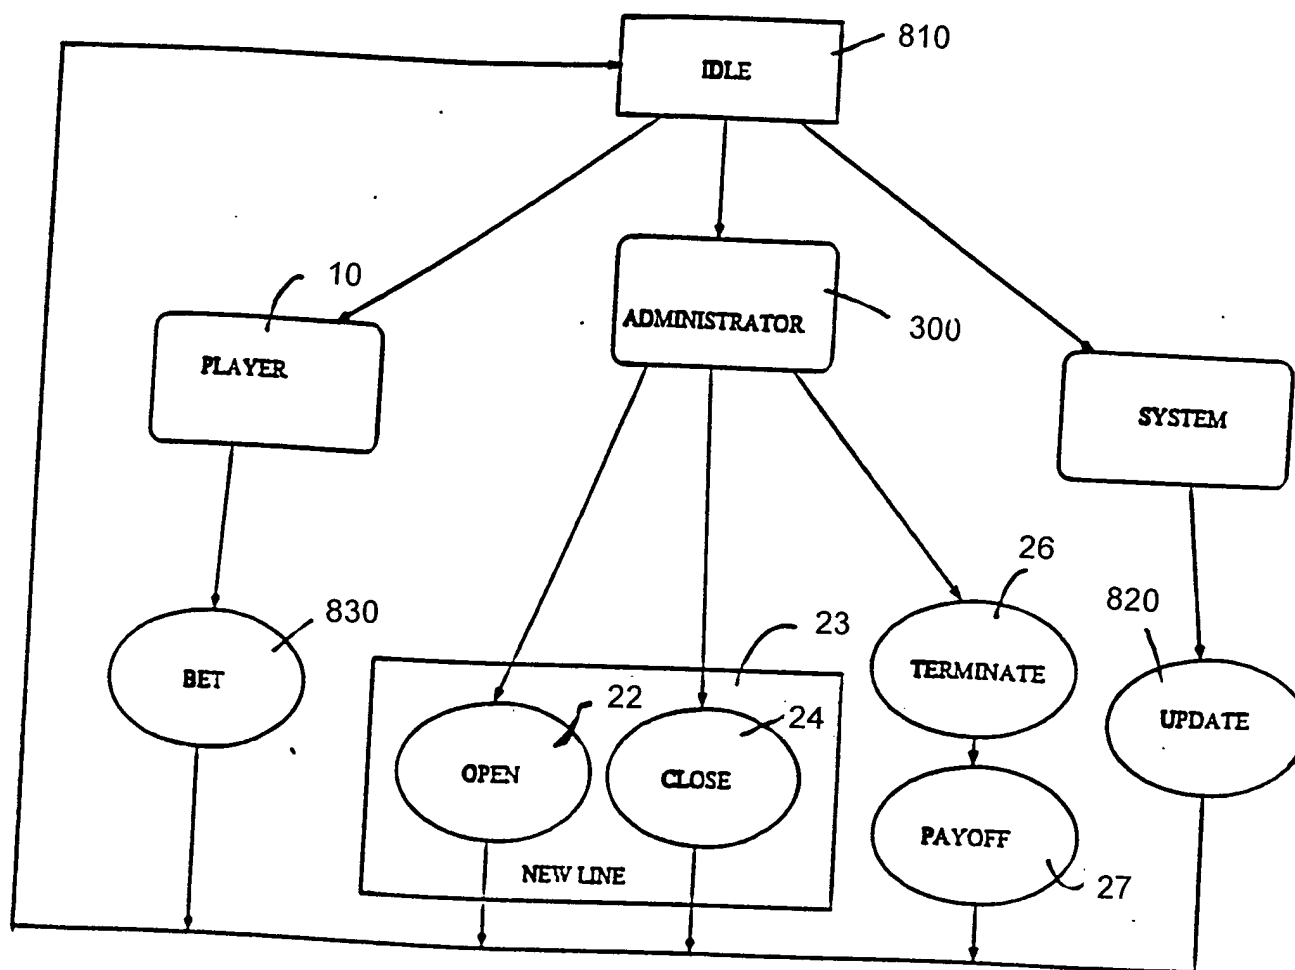 810
IDLE
10
PLAYER
ADMINISTRATOR
300
SYSTEM
26
820
830
23
BET
TERMINATE
UPDATE
22
24
OPEN
CLOSE
PAYOFF
NEW LINE
27